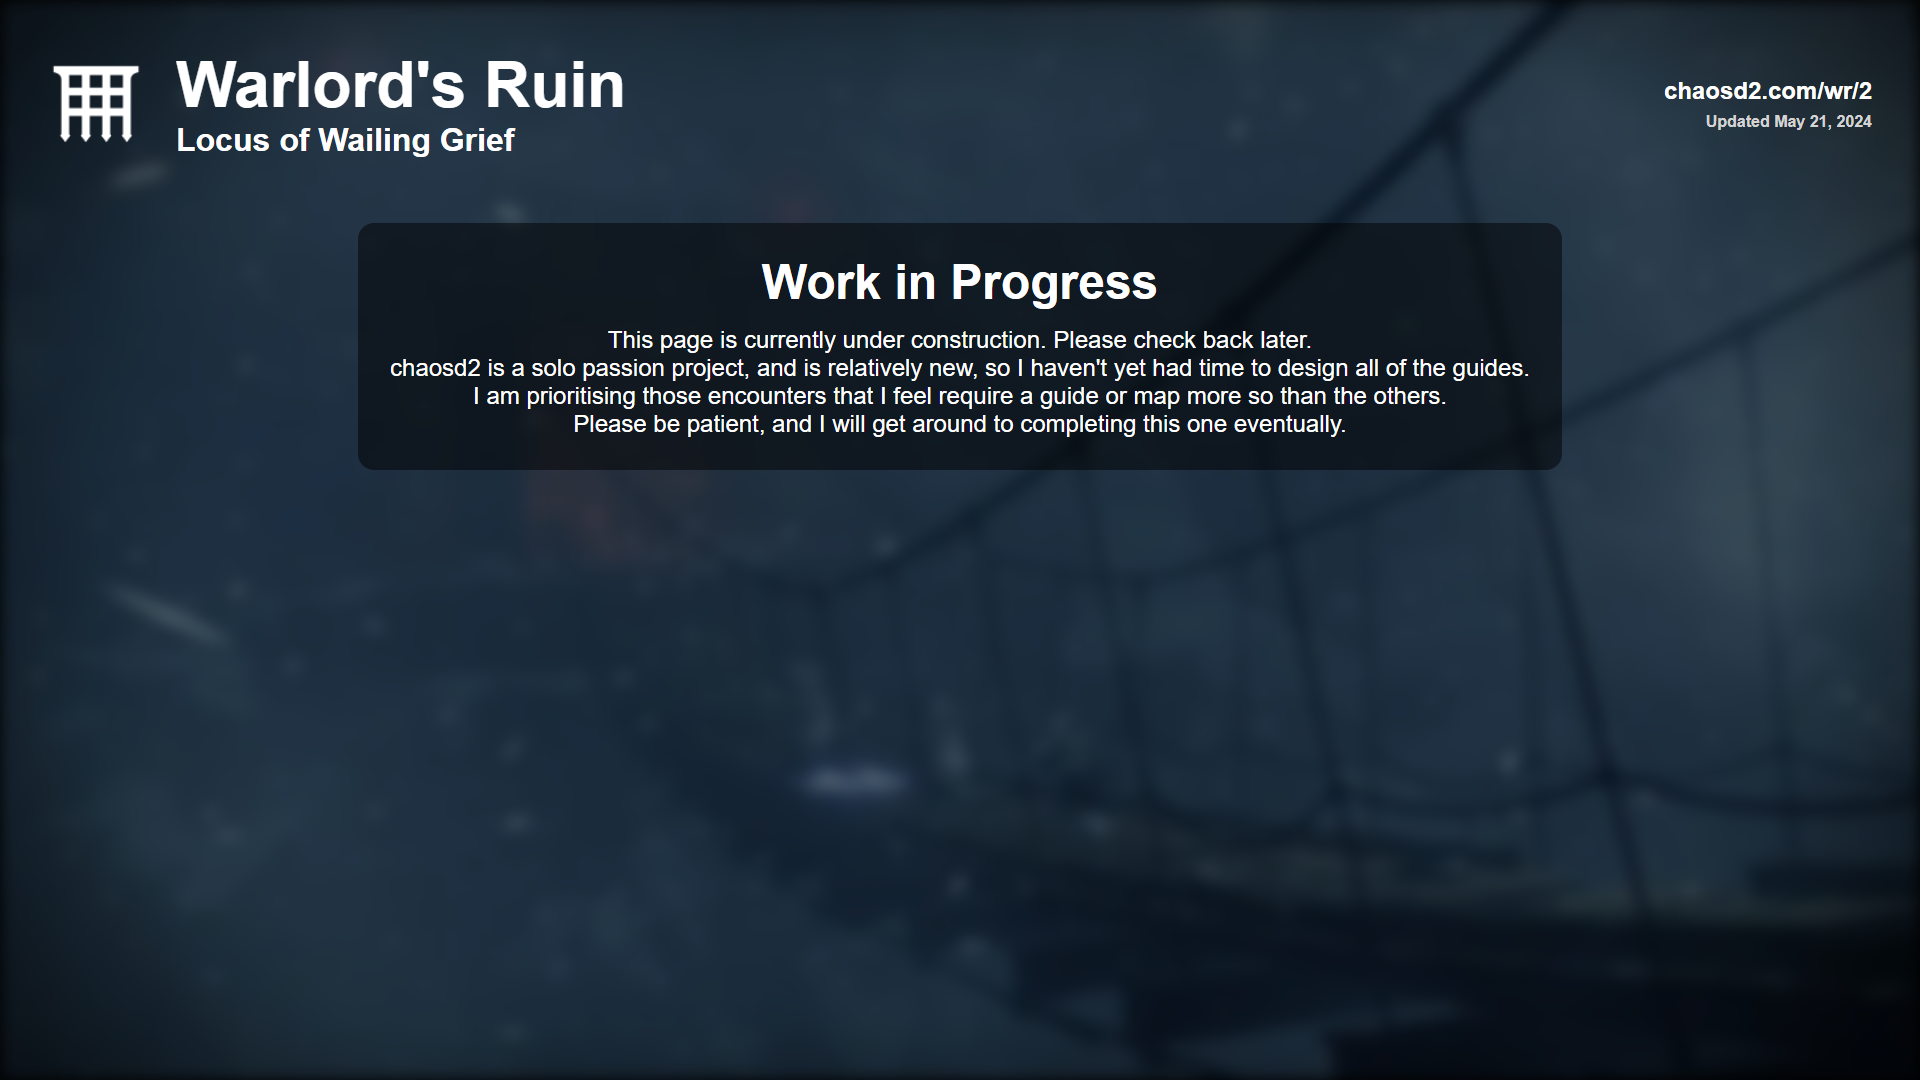 Warlord's Ruin
Locus of Wailing Grief
chaosd2.com/wr/2
Updated May 21, 2024
Work in Progress
This page is currently under construction. Please check back later.
chaosd2 is a solo passion project, and is relatively new, so I haven't yet had time to design all of the guides.
I am prioritising those encounters that I feel require a guide or map more so than the others.
Please be patient, and I will get around to completing this one eventually.